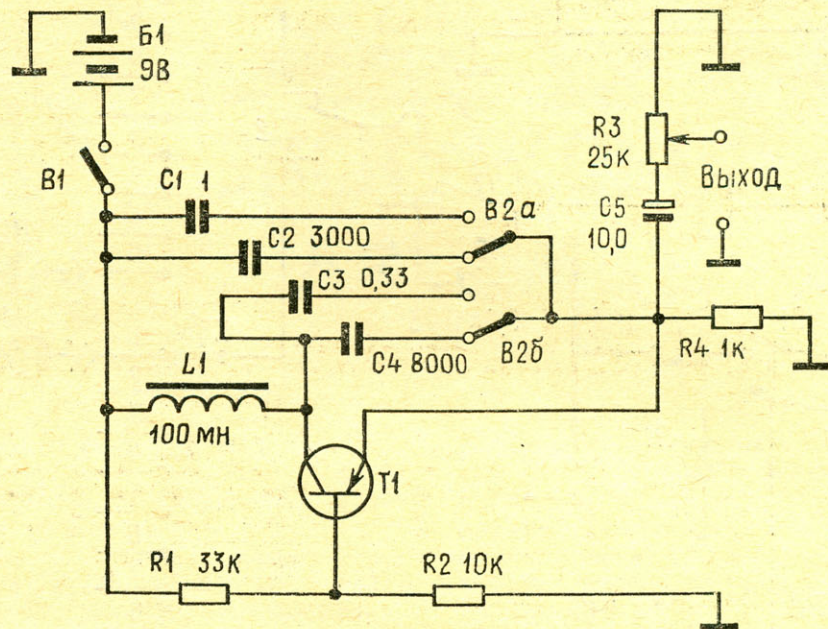 Б1
9В
В1
С1 1
С2 3000
С3 0,33
С4 8000
В2а
В2б
R3
25к
Выход
С5
10,0
R4 1к
L1
100 мн
Т1
R1 33к
R2 10к